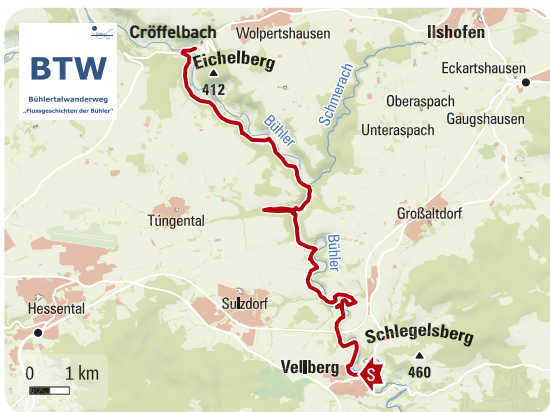 Cröffelbach
Wolpertshausen
Ilshofen
BTW
Bühlertalwanderweg
„Flussgeschichten der Bühler“
Eichelberg
412
Eckartshausen
Schmerach
Oberaspach
Gaugshausen
Bühler
Unteraspach
Tüngental
Großaltdorf
Bühler
Hessental
Sulzdorf
Schlegelsberg
460
Vellberg
S
0 1 km